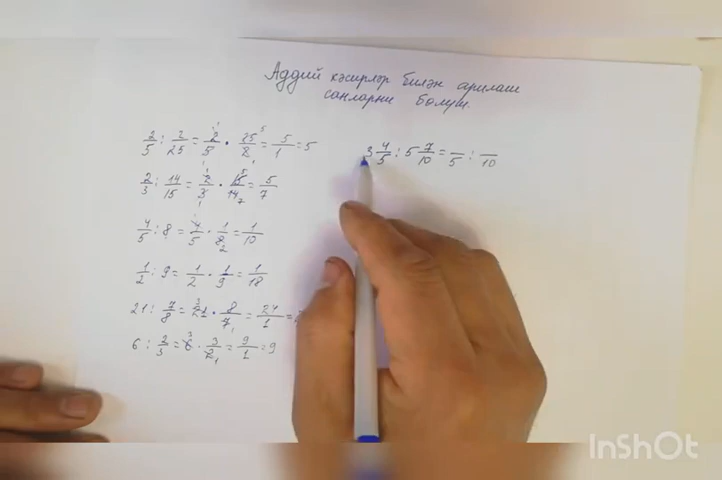 Аддий кәсирләр билән арилаш
санларни бөлүш.
2/5 : 2/25 = 2/5 · 25/2 = 5/1 = 5
2/3 : 14/15 = 2/3 · 15/14 = 5/7
4/5 : 8 = 4/5 · 1/8 = 1/10
1/2 : 9 = 1/2 · 1/9 = 1/18
21 : 7/8 = 21 · 8/7 = 24/1 =
6 : 2/3 = 6 · 3/2 = 9/1 = 9
3 4/5 : 5 7/10 = /5 : /10
InShOt